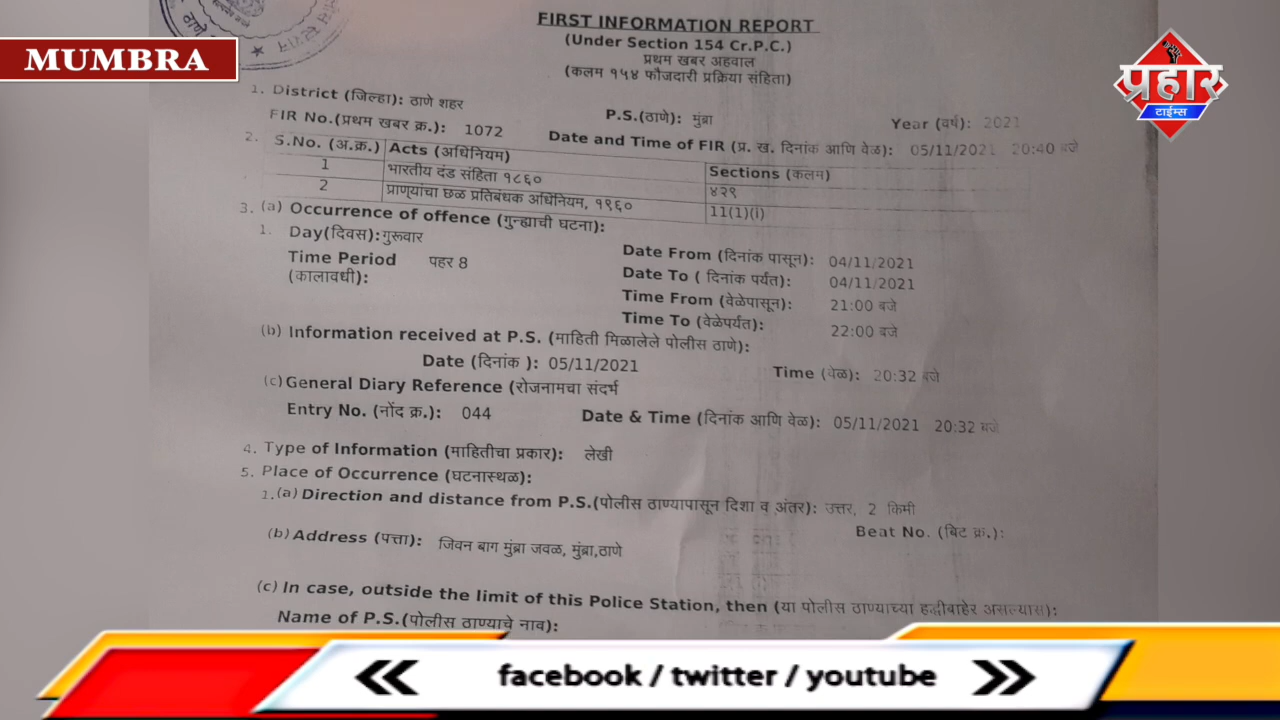 ठाणे
FIRST INFORMATION REPORT
(Under Section 154 Cr.P.C.)
प्रथम खबर अहवाल
(कलम १५४ फौजदारी प्रक्रिया संहिता)
MUMBRA
प्रहार
टाईम्स
1. District (जिल्हा): ठाणे शहर P.S.(ठाणे): मुंब्रा Year (वर्ष): 2021
FIR No.(प्रथम खबर क्र.): 1072 Date and Time of FIR (प्र. ख. दिनांक आणि वेळ): 05/11/2021 20:40 बजे
2. S.No. (अ.क्र.) Acts (अधिनियम) Sections (कलम)
1 भारतीय दंड संहिता १८६० ४२९
2 प्राण्यांचा छळ प्रतिबंधक अधिनियम, १९६० 11(1)(i)
3. (a) Occurrence of offence (गुन्ह्याची घटना):
1. Day(दिवस):गुरूवार Date From (दिनांक पासून): 04/11/2021
Time Period पहर 8 Date To ( दिनांक पर्यंत): 04/11/2021
(कालावधी): Time From (वेळेपासून): 21:00 बजे
Time To (वेळेपर्यंत): 22:00 बजे
(b) Information received at P.S. (माहिती मिळालेले पोलीस ठाणे):
Date (दिनांक ): 05/11/2021 Time (वेळ): 20:32 बजे
(c) General Diary Reference (रोजनामचा संदर्भ
Entry No. (नोंद क्र.): 044 Date & Time (दिनांक आणि वेळ): 05/11/2021 20:32 बजे
4. Type of Information (माहितीचा प्रकार): लेखी
5. Place of Occurrence (घटनास्थळ):
1.(a) Direction and distance from P.S.(पोलीस ठाण्यापासून दिशा व अंतर): उत्तर, 2 किमी
Beat No. (बिट क्र.):
(b) Address (पत्ता): जिवन बाग मुंब्रा जवळ, मुंब्रा,ठाणे
(c) In case, outside the limit of this Police Station, then (या पोलीस ठाण्याच्या हद्दीबाहेर असल्यास):
Name of P.S.(पोलीस ठाण्याचे नाव):
facebook / twitter / youtube